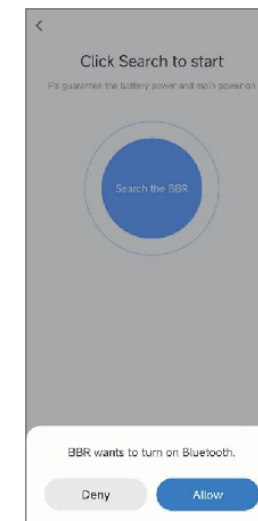 Click Search to start
Pls guarantee the battery power and main power on
Search the BBR
BBR wants to turn on Bluetooth.
Deny
Allow